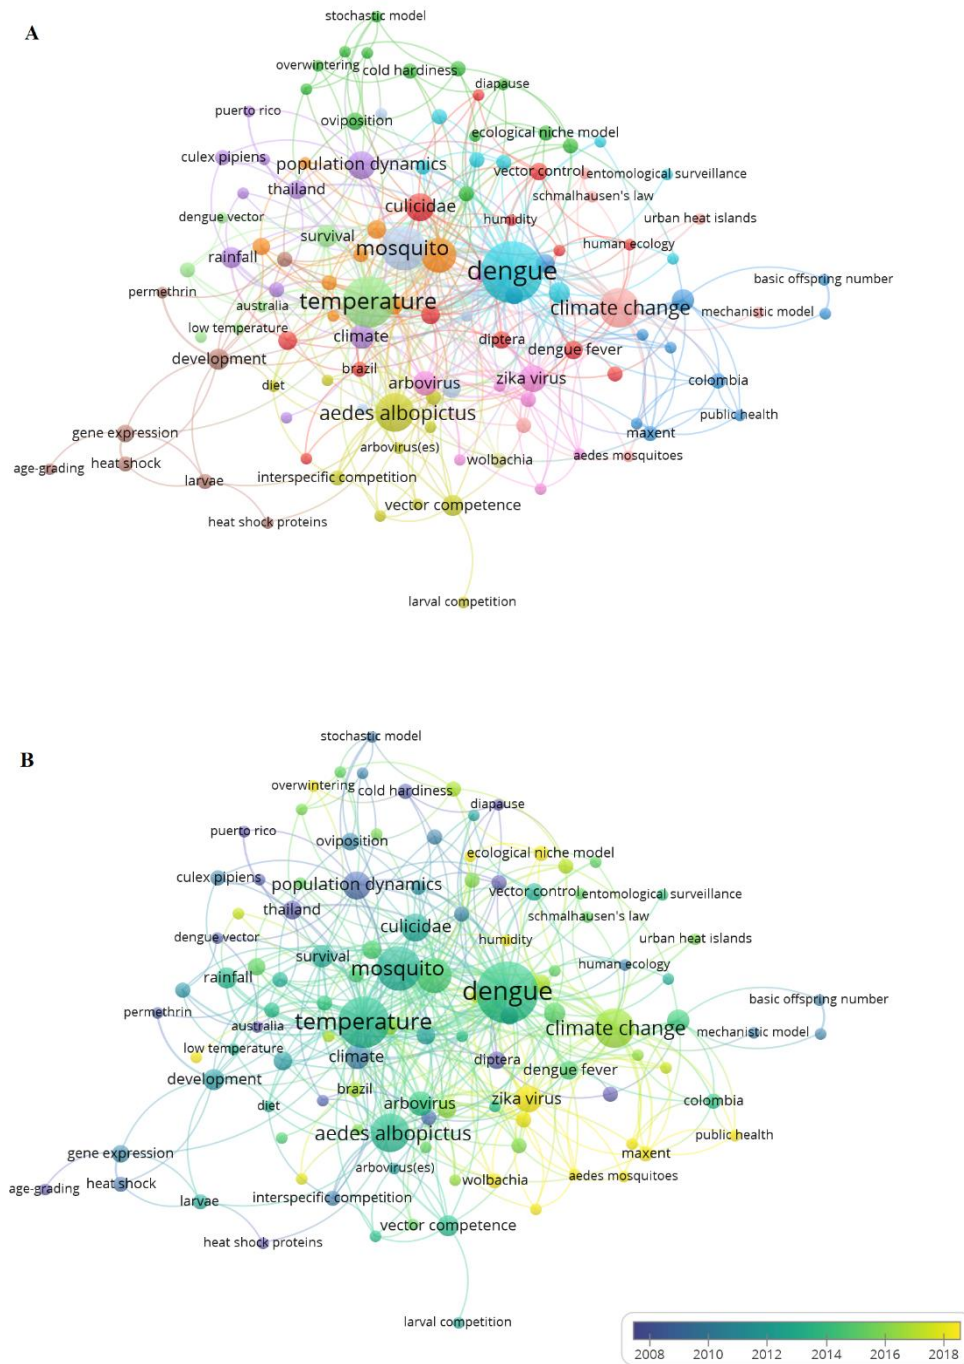 A
stochastic model
overwintering
cold hardiness
diapause
puerto rico
oviposition
ecological niche model
culex pipiens
population dynamics
vector control
entomological surveillance
thailand
schmalhausen's law
culicidae
dengue vector
humidity
urban heat islands
survival
mosquito
human ecology
rainfall
dengue
basic offspring number
permethrin
temperature
climate change
australia
mechanistic model
low temperature
climate
diptera
dengue fever
development
brazil
zika virus
colombia
diet
arbovirus
aedes albopictus
public health
gene expression
maxent
arbovirus(es)
age-grading
heat shock
wolbachia
aedes mosquitoes
larvae
interspecific competition
vector competence
heat shock proteins
larval competition
B
stochastic model
overwintering
cold hardiness
diapause
puerto rico
oviposition
ecological niche model
culex pipiens
population dynamics
vector control
entomological surveillance
thailand
schmalhausen's law
culicidae
dengue vector
humidity
urban heat islands
survival
mosquito
human ecology
rainfall
dengue
basic offspring number
permethrin
temperature
climate change
australia
mechanistic model
low temperature
climate
diptera
dengue fever
development
brazil
zika virus
colombia
diet
arbovirus
aedes albopictus
public health
gene expression
maxent
arbovirus(es)
age-grading
heat shock
wolbachia
aedes mosquitoes
larvae
interspecific competition
vector competence
heat shock proteins
larval competition
2008 2010 2012 2014 2016 2018